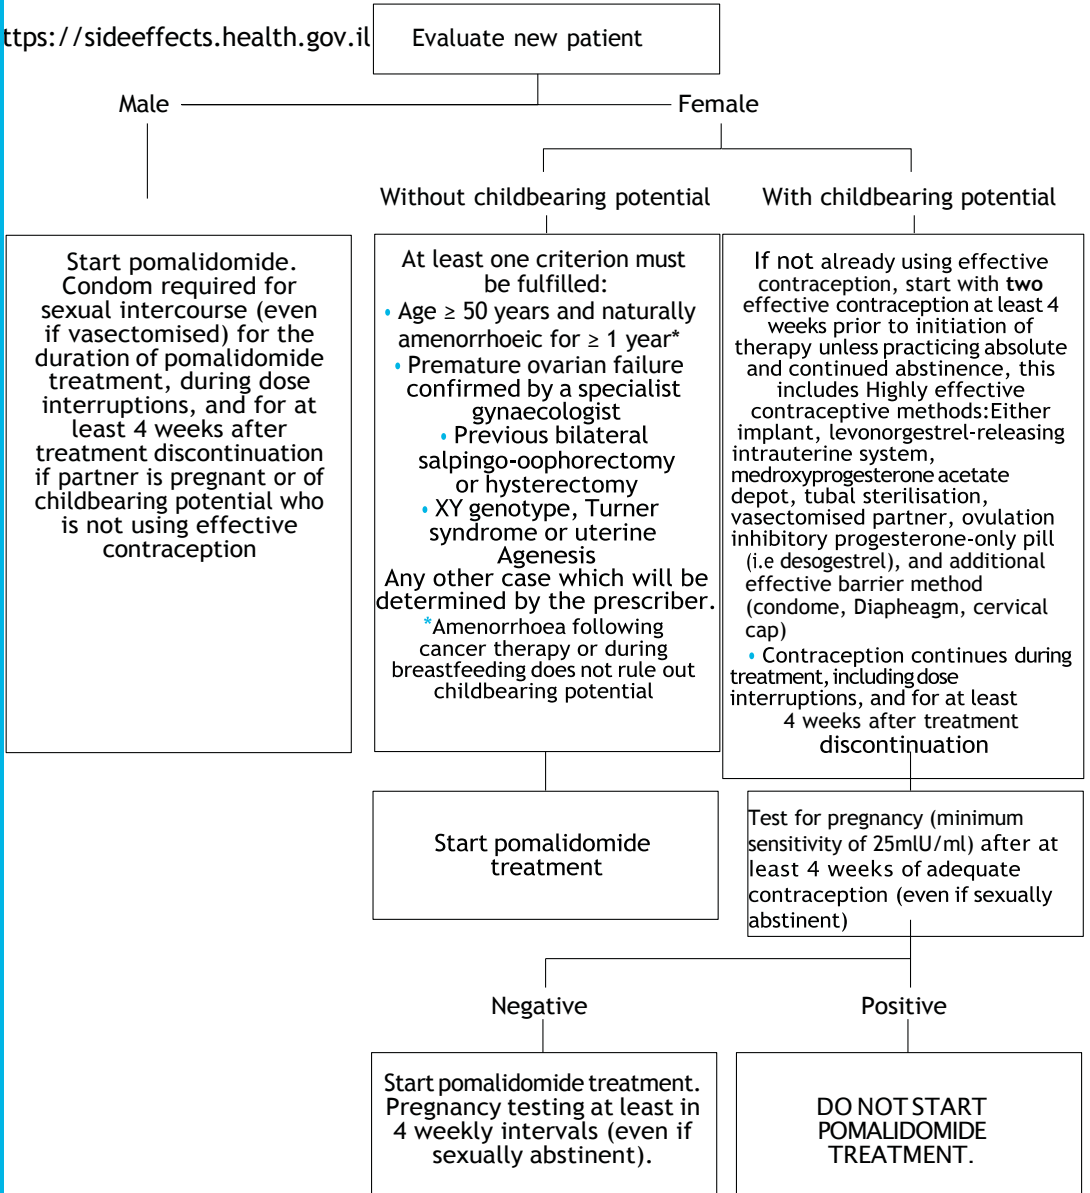 ttps://sideeffects.health.gov.il
Evaluate new patient
Male
Female
Without childbearing potential
With childbearing potential
Start pomalidomide.
Condom required for
sexual intercourse (even
if vasectomised) for the
duration of pomalidomide
treatment, during dose
interruptions, and for at
least 4 weeks after
treatment discontinuation
if partner is pregnant or of
childbearing potential who
is not using effective
contraception
At least one criterion must
be fulfilled:
• Age ≥ 50 years and naturally
amenorrhoeic for ≥ 1 year*
• Premature ovarian failure
confirmed by a specialist
gynaecologist
• Previous bilateral
salpingo-oophorectomy
or hysterectomy
• XY genotype, Turner
syndrome or uterine
Agenesis
Any other case which will be
determined by the prescriber.
*Amenorrhoea following
cancer therapy or during
breastfeeding does not rule out
childbearing potential
If not already using effective
contraception, start with two
effective contraception at least 4
weeks prior to initiation of
therapy unless practicing absolute
and continued abstinence, this
includes Highly effective
contraceptive methods:Either
implant, levonorgestrel-releasing
intrauterine system,
medroxyprogesterone acetate
depot, tubal sterilisation,
vasectomised partner, ovulation
inhibitory progesterone-only pill
(i.e desogestrel), and additional
effective barrier method
(condome, Diapheagm, cervical
cap)
• Contraception continues during
treatment, including dose
interruptions, and for at least
4 weeks after treatment
discontinuation
Start pomalidomide
treatment
Test for pregnancy (minimum
sensitivity of 25mlU/ml) after at
least 4 weeks of adequate
contraception (even if sexually
abstinent)
Negative
Positive
Start pomalidomide treatment.
Pregnancy testing at least in
4 weekly intervals (even if
sexually abstinent).
DO NOT START
POMALIDOMIDE
TREATMENT.